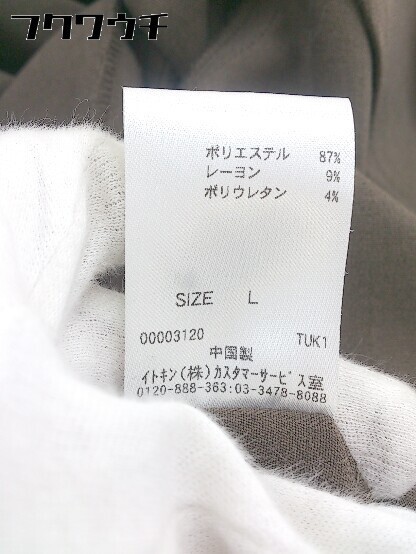 フクワウチ
ポリエステル 87%
レーヨン 9%
ポリウレタン 4%
SIZE L
00003120 TUK1
中国製
イトキン(株)カスタマーサービス室
0120-888-363:03-3478-8088